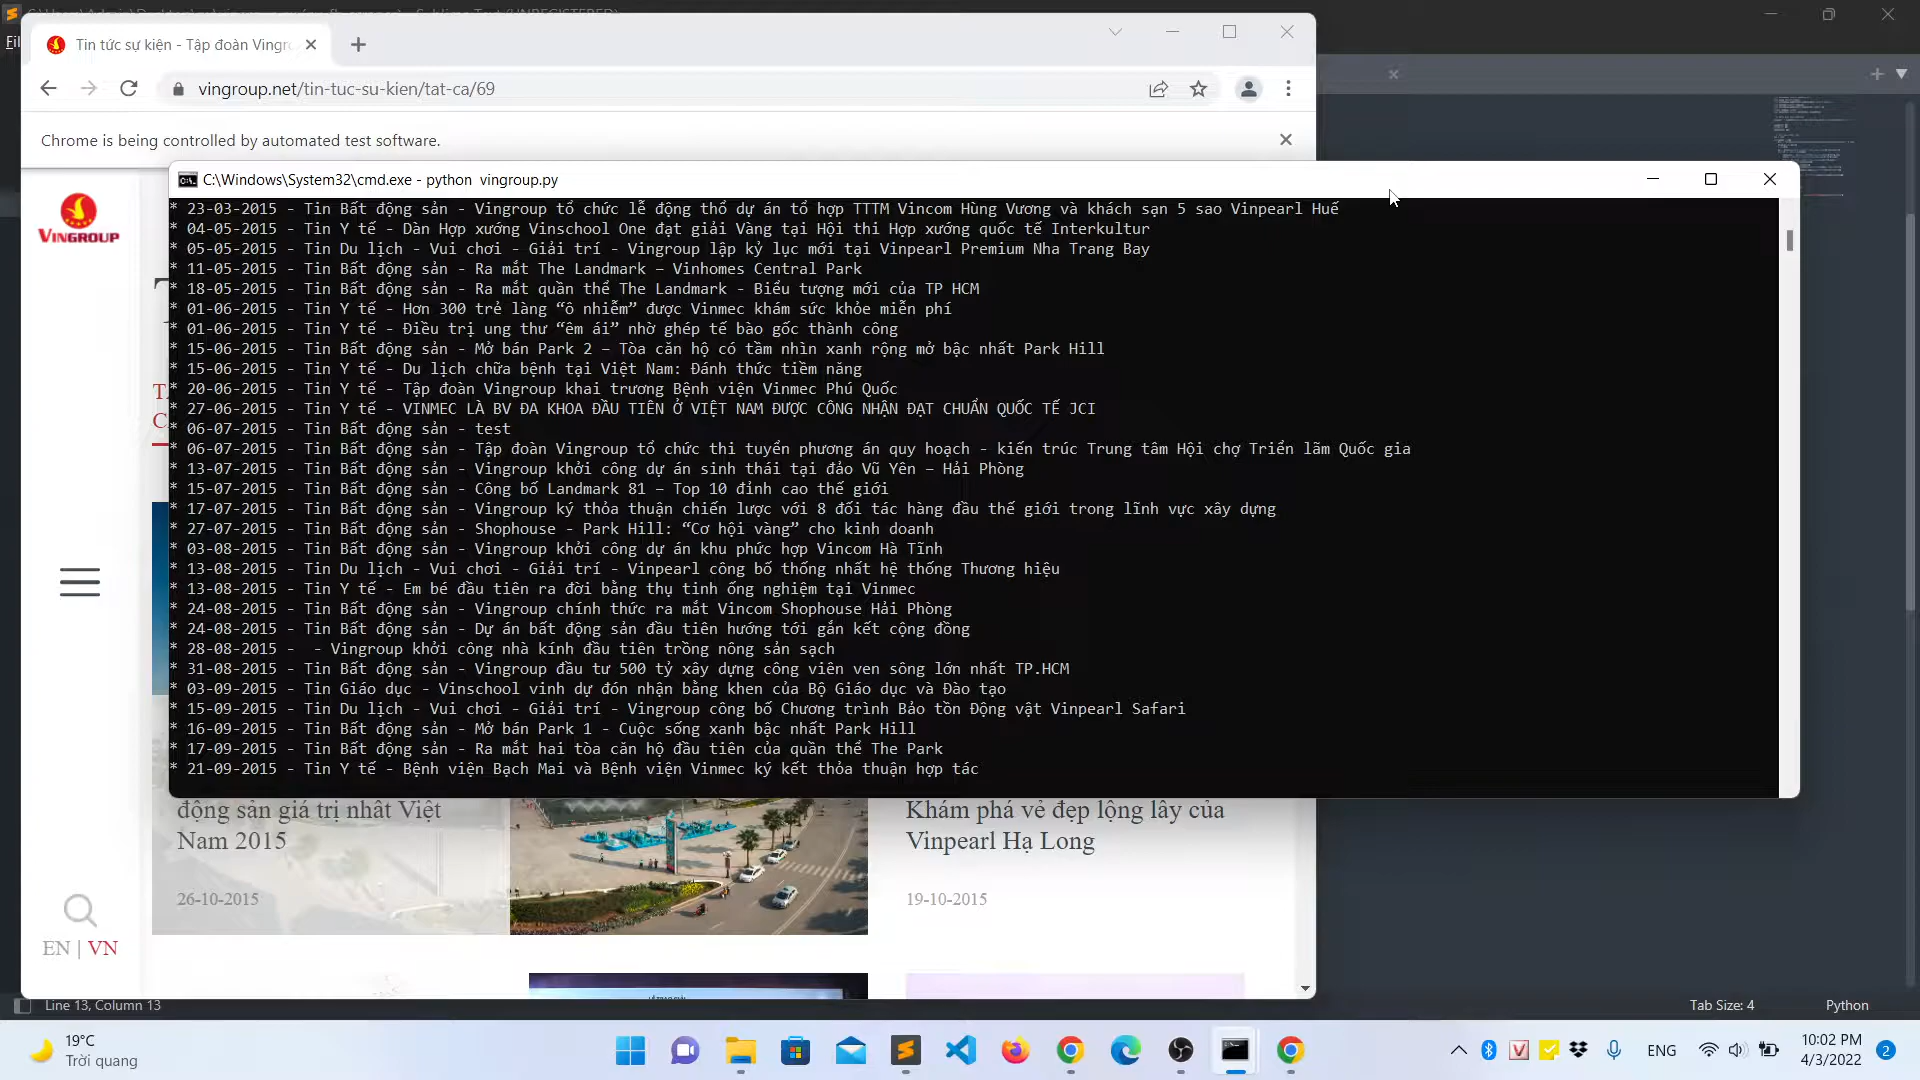 Tin tức sự kiện - Tập đoàn Vingr
vingroup.net/tin-tuc-su-kien/tat-ca/69
Chrome is being controlled by automated test software.
C:\Windows\System32\cmd.exe - python  vingroup.py
* 23-03-2015 - Tin Bất động sản - Vingroup tổ chức lễ động thổ dự án tổ hợp TTTM Vincom Hùng Vương và khách sạn 5 sao Vinpearl Huế
* 04-05-2015 - Tin Y tế - Dàn Hợp xướng Vinschool One đạt giải Vàng tại Hội thi Hợp xướng quốc tế Interkultur
* 05-05-2015 - Tin Du lịch - Vui chơi - Giải trí - Vingroup lập kỷ lục mới tại Vinpearl Premium Nha Trang Bay
* 11-05-2015 - Tin Bất động sản - Ra mắt The Landmark – Vinhomes Central Park
* 18-05-2015 - Tin Bất động sản - Ra mắt quần thể The Landmark - Biểu tượng mới của TP HCM
* 01-06-2015 - Tin Y tế - Hơn 300 trẻ làng “ô nhiễm” được Vinmec khám sức khỏe miễn phí
* 01-06-2015 - Tin Y tế - Điều trị ung thư “êm ái” nhờ ghép tế bào gốc thành công
* 15-06-2015 - Tin Bất động sản - Mở bán Park 2 – Tòa căn hộ có tầm nhìn xanh rộng mở bậc nhất Park Hill
* 15-06-2015 - Tin Y tế - Du lịch chữa bệnh tại Việt Nam: Đánh thức tiềm năng
* 20-06-2015 - Tin Y tế - Tập đoàn Vingroup khai trương Bệnh viện Vinmec Phú Quốc
* 27-06-2015 - Tin Y tế - VINMEC LÀ BV ĐA KHOA ĐẦU TIÊN Ở VIỆT NAM ĐƯỢC CÔNG NHẬN ĐẠT CHUẨN QUỐC TẾ JCI
* 06-07-2015 - Tin Bất động sản - test
* 06-07-2015 - Tin Bất động sản - Tập đoàn Vingroup tổ chức thi tuyển phương án quy hoạch - kiến trúc Trung tâm Hội chợ Triển lãm Quốc gia
* 13-07-2015 - Tin Bất động sản - Vingroup khởi công dự án sinh thái tại đảo Vũ Yên – Hải Phòng
* 15-07-2015 - Tin Bất động sản - Công bố Landmark 81 – Top 10 đỉnh cao thế giới
* 17-07-2015 - Tin Bất động sản - Vingroup ký thỏa thuận chiến lược với 8 đối tác hàng đầu thế giới trong lĩnh vực xây dựng
* 27-07-2015 - Tin Bất động sản - Shophouse - Park Hill: “Cơ hội vàng” cho kinh doanh
* 03-08-2015 - Tin Bất động sản - Vingroup khởi công dự án khu phức hợp Vincom Hà Tĩnh
* 13-08-2015 - Tin Du lịch - Vui chơi - Giải trí - Vinpearl công bố thống nhất hệ thống Thương hiệu
* 13-08-2015 - Tin Y tế - Em bé đầu tiên ra đời bằng thụ tinh ống nghiệm tại Vinmec
* 24-08-2015 - Tin Bất động sản - Vingroup chính thức ra mắt Vincom Shophouse Hải Phòng
* 24-08-2015 - Tin Bất động sản - Dự án bất động sản đầu tiên hướng tới gắn kết cộng đồng
* 28-08-2015 -  - Vingroup khởi công nhà kính đầu tiên trồng nông sản sạch
* 31-08-2015 - Tin Bất động sản - Vingroup đầu tư 500 tỷ xây dựng công viên ven sông lớn nhất TP.HCM
* 03-09-2015 - Tin Giáo dục - Vinschool vinh dự đón nhận bằng khen của Bộ Giáo dục và Đào tạo
* 15-09-2015 - Tin Du lịch - Vui chơi - Giải trí - Vingroup công bố Chương trình Bảo tồn Động vật Vinpearl Safari
* 16-09-2015 - Tin Bất động sản - Mở bán Park 1 - Cuộc sống xanh bậc nhất Park Hill
* 17-09-2015 - Tin Bất động sản - Ra mắt hai tòa căn hộ đầu tiên của quần thể The Park
* 21-09-2015 - Tin Y tế - Bệnh viện Bạch Mai và Bệnh viện Vinmec ký kết thỏa thuận hợp tác
VINGROUP
động sản giá trị nhất Việt
Nam 2015
26-10-2015
Khám phá vẻ đẹp lộng lẫy của
Vinpearl Hạ Long
19-10-2015
EN | VN
Line 13, Column 13
Tab Size: 4
Python
19°C
Trời quang
ENG
10:02 PM
4/3/2022
2